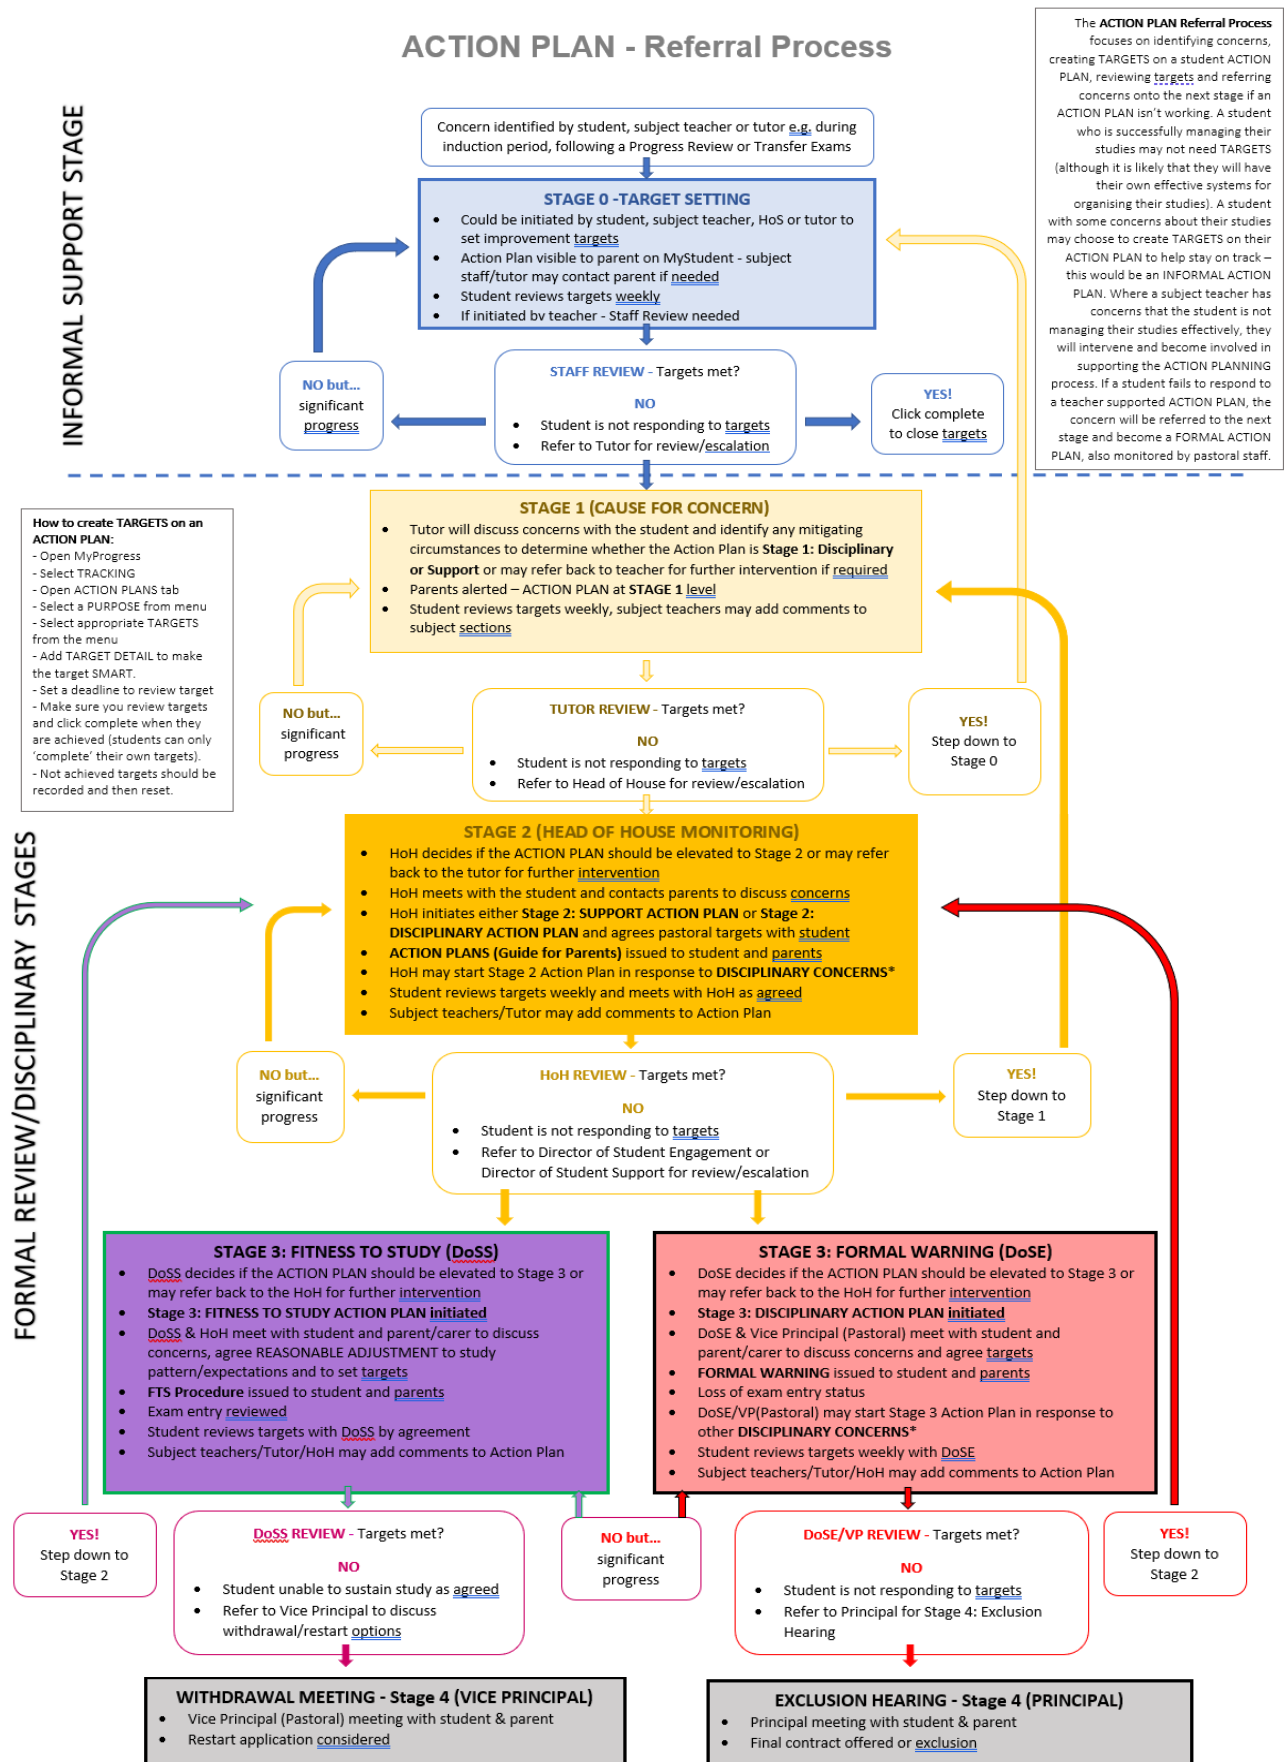 ACTION PLAN - Referral Process
The ACTION PLAN Referral Process
focuses on identifying concerns,
creating TARGETS on a student ACTION
PLAN, reviewing targets and referring
concerns onto the next stage if an
ACTION PLAN isn't working. A student
who is successfully managing their
studies may not need TARGETS
(although it is likely that they will have
their own effective systems for
organising their studies). A student
with some concerns about their studies
may choose to create TARGETS on their
ACTION PLAN to help stay on track –
this would be an INFORMAL ACTION
PLAN. Where a subject teacher has
concerns that the student is not
managing their studies effectively, they
will intervene and become involved in
supporting the ACTION PLANNING
process. If a student fails to respond to
a teacher supported ACTION PLAN, the
concern will be referred to the next
stage and become a FORMAL ACTION
PLAN, also monitored by pastoral staff.
INFORMAL SUPPORT STAGE
Concern identified by student, subject teacher or tutor e.g. during
induction period, following a Progress Review or Transfer Exams
STAGE 0 -TARGET SETTING
• Could be initiated by student, subject teacher, HoS or tutor to
set improvement targets
• Action Plan visible to parent on MyStudent - subject
staff/tutor may contact parent if needed
• Student reviews targets weekly
• If initiated by teacher - Staff Review needed
NO but...
significant
progress
STAFF REVIEW - Targets met?
NO
• Student is not responding to targets
• Refer to Tutor for review/escalation
YES!
Click complete
to close targets
How to create TARGETS on an
ACTION PLAN:
- Open MyProgress
- Select TRACKING
- Open ACTION PLANS tab
- Select a PURPOSE from menu
- Select appropriate TARGETS
from the menu
- Add TARGET DETAIL to make
the target SMART.
- Set a deadline to review target
- Make sure you review targets
and click complete when they
are achieved (students can only
'complete' their own targets).
- Not achieved targets should be
recorded and then reset.
FORMAL REVIEW/DISCIPLINARY STAGES
STAGE 1 (CAUSE FOR CONCERN)
• Tutor will discuss concerns with the student and identify any mitigating
circumstances to determine whether the Action Plan is Stage 1: Disciplinary
or Support or may refer back to teacher for further intervention if required
• Parents alerted – ACTION PLAN at STAGE 1 level
• Student reviews targets weekly, subject teachers may add comments to
subject sections
NO but...
significant
progress
TUTOR REVIEW - Targets met?
NO
• Student is not responding to targets
• Refer to Head of House for review/escalation
YES!
Step down to
Stage 0
STAGE 2 (HEAD OF HOUSE MONITORING)
• HoH decides if the ACTION PLAN should be elevated to Stage 2 or may refer
back to the tutor for further intervention
• HoH meets with the student and contacts parents to discuss concerns
• HoH initiates either Stage 2: SUPPORT ACTION PLAN or Stage 2:
DISCIPLINARY ACTION PLAN and agrees pastoral targets with student
• ACTION PLANS (Guide for Parents) issued to student and parents
• HoH may start Stage 2 Action Plan in response to DISCIPLINARY CONCERNS*
• Student reviews targets weekly and meets with HoH as agreed
• Subject teachers/Tutor may add comments to Action Plan
NO but...
significant
progress
HoH REVIEW - Targets met?
NO
• Student is not responding to targets
• Refer to Director of Student Engagement or
Director of Student Support for review/escalation
YES!
Step down to
Stage 1
STAGE 3: FITNESS TO STUDY (DoSS)
• DoSS decides if the ACTION PLAN should be elevated to Stage 3 or
may refer back to the HoH for further intervention
• Stage 3: FITNESS TO STUDY ACTION PLAN initiated
• DoSS & HoH meet with student and parent/carer to discuss
concerns, agree REASONABLE ADJUSTMENT to study
pattern/expectations and to set targets
• FTS Procedure issued to student and parents
• Exam entry reviewed
• Student reviews targets with DoSS by agreement
• Subject teachers/Tutor/HoH may add comments to Action Plan
STAGE 3: FORMAL WARNING (DoSE)
• DoSE decides if the ACTION PLAN should be elevated to Stage 3 or
may refer back to the HoH for further intervention
• Stage 3: DISCIPLINARY ACTION PLAN initiated
• DoSE & Vice Principal (Pastoral) meet with student and
parent/carer to discuss concerns and agree targets
• FORMAL WARNING issued to student and parents
• Loss of exam entry status
• DoSE/VP(Pastoral) may start Stage 3 Action Plan in response to
other DISCIPLINARY CONCERNS*
• Student reviews targets weekly with DoSE
• Subject teachers/Tutor/HoH may add comments to Action Plan
YES!
Step down to
Stage 2
DoSS REVIEW - Targets met?
NO
• Student unable to sustain study as agreed
• Refer to Vice Principal to discuss
withdrawal/restart options
NO but...
significant
progress
DoSE/VP REVIEW - Targets met?
NO
• Student is not responding to targets
• Refer to Principal for Stage 4: Exclusion
Hearing
YES!
Step down to
Stage 2
WITHDRAWAL MEETING - Stage 4 (VICE PRINCIPAL)
• Vice Principal (Pastoral) meeting with student & parent
• Restart application considered
EXCLUSION HEARING - Stage 4 (PRINCIPAL)
• Principal meeting with student & parent
• Final contract offered or exclusion